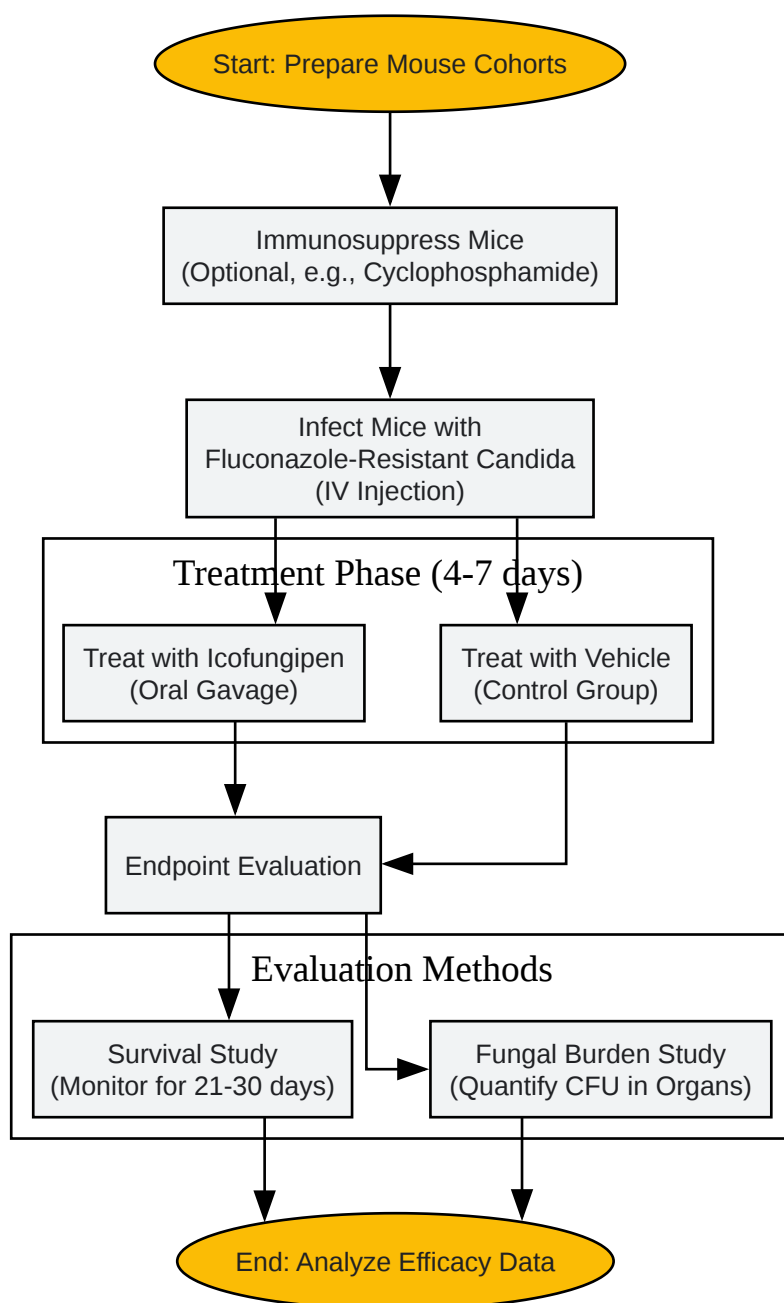 Start: Prepare Mouse Cohorts
Immunosuppress Mice
(Optional, e.g., Cyclophosphamide)
Infect Mice with
Fluconazole-Resistant Candida
(IV Injection)
Treatment Phase (4-7 days)
Treat with Icofungipen
(Oral Gavage)
Treat with Vehicle
(Control Group)
Endpoint Evaluation
Evaluation Methods
Survival Study
(Monitor for 21-30 days)
Fungal Burden Study
(Quantify CFU in Organs)
End: Analyze Efficacy Data